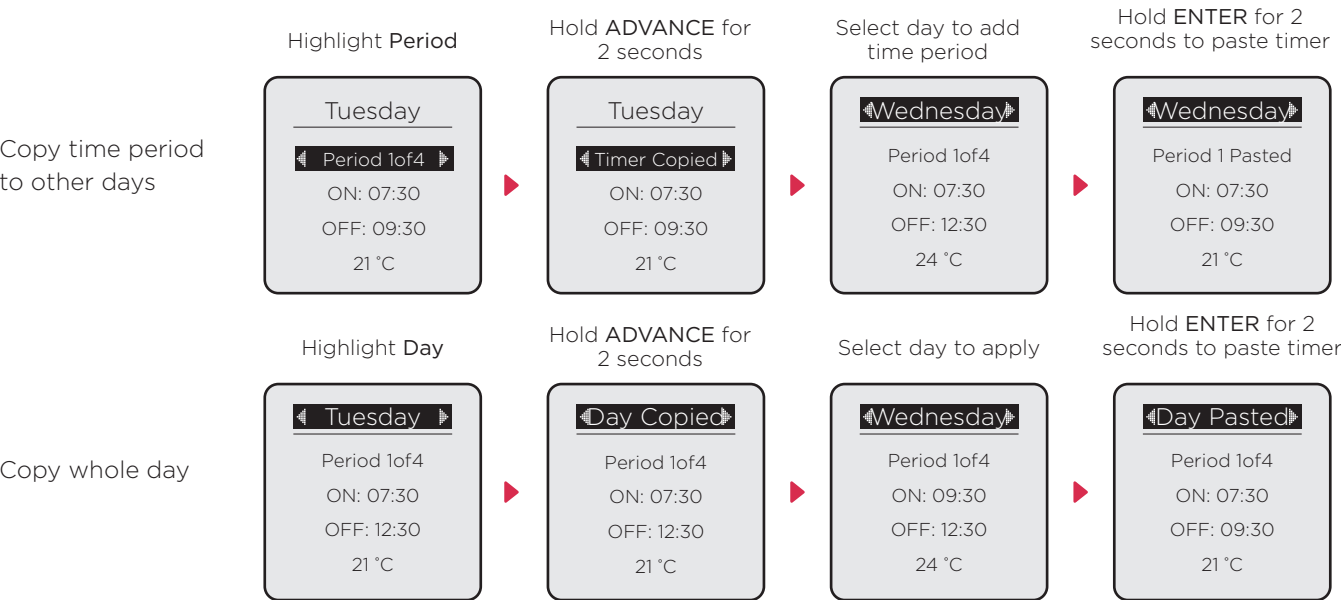 Copy time period
to other days
Highlight Period
Tuesday
Period 1of4
ON: 07:30
OFF: 09:30
21 °C
Hold ADVANCE for
2 seconds
Tuesday
Timer Copied
ON: 07:30
OFF: 09:30
21 °C
Select day to add
time period
Wednesday
Period 1of4
ON: 07:30
OFF: 12:30
24 °C
Hold ENTER for 2
seconds to paste timer
Wednesday
Period 1 Pasted
ON: 07:30
OFF: 09:30
21 °C
Copy whole day
Highlight Day
Tuesday
Period 1of4
ON: 07:30
OFF: 12:30
21 °C
Hold ADVANCE for
2 seconds
Day Copied
Period 1of4
ON: 07:30
OFF: 12:30
21 °C
Select day to apply
Wednesday
Period 1of4
ON: 09:30
OFF: 12:30
24 °C
Hold ENTER for 2
seconds to paste timer
Day Pasted
Period 1of4
ON: 07:30
OFF: 09:30
21 °C